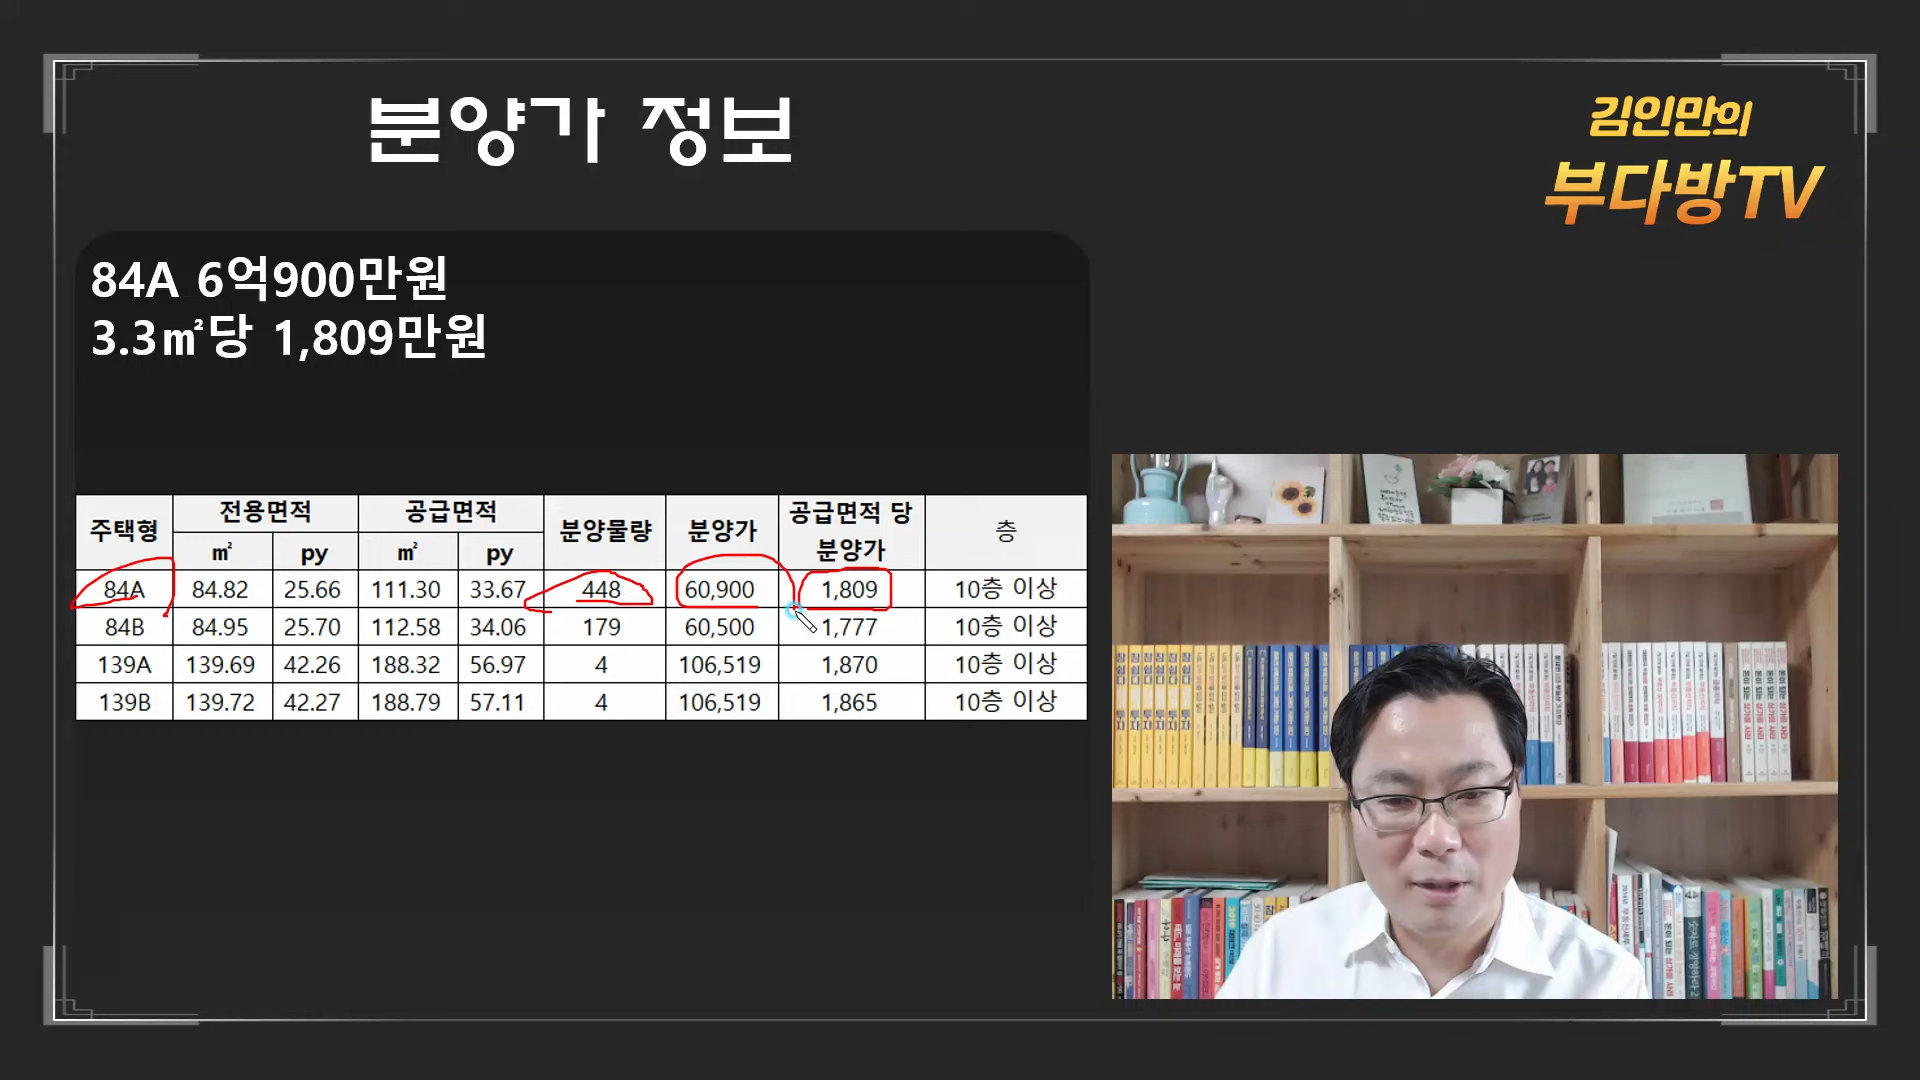 분양가 정보
김인만의
부다방TV
84A 6억900만원
3.3㎡당 1,809만원
주택형 전용면적 공급면적 분양물량 분양가 공급면적 당 분양가 층
㎡ py ㎡ py
84A 84.82 25.66 111.30 33.67 448 60,900 1,809 10층 이상
84B 84.95 25.70 112.58 34.06 179 60,500 1,777 10층 이상
139A 139.69 42.26 188.32 56.97 4 106,519 1,870 10층 이상
139B 139.72 42.27 188.79 57.11 4 106,519 1,865 10층 이상